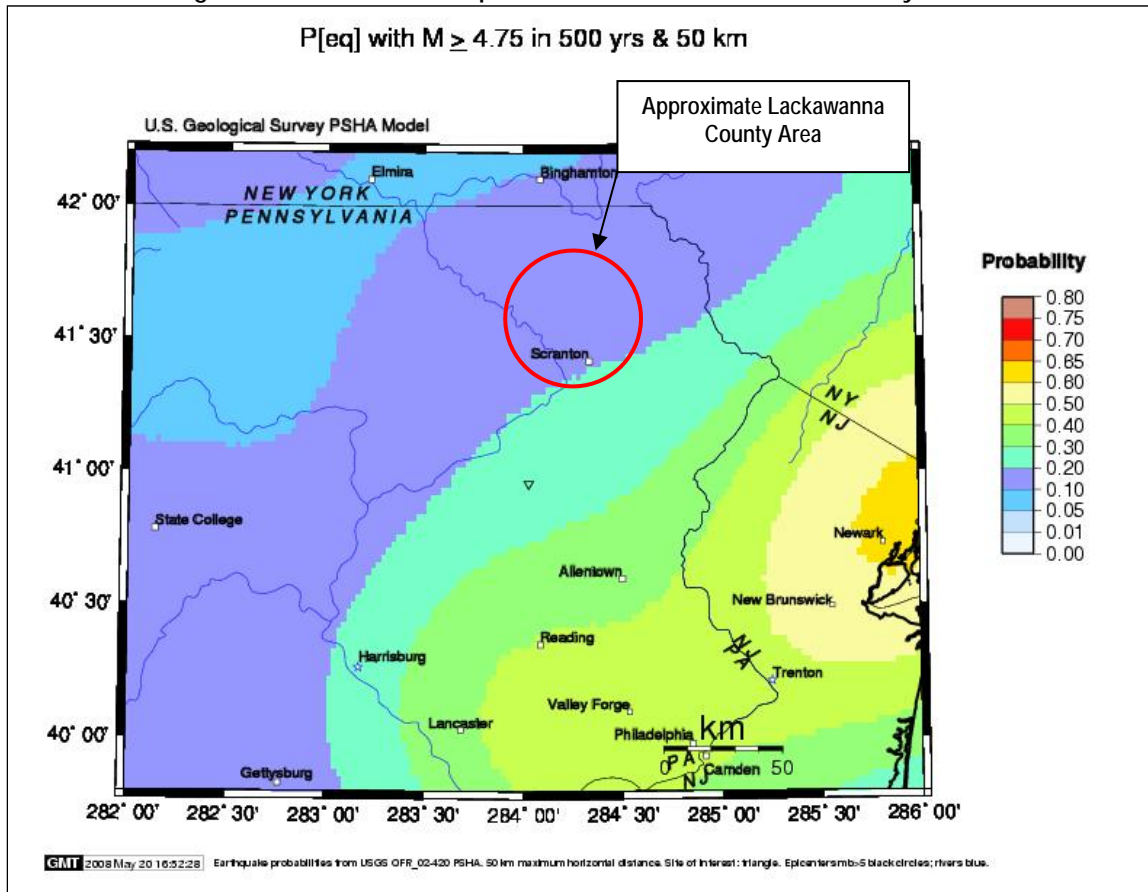 P[eq] with M ≥ 4.75 in 500 yrs & 50 km
Approximate Lackawanna
County Area
U.S. Geological Survey PSHA Model
Elmira
Binghamton
NEW YORK
PENNSYLVANIA
42° 00'
41° 30'
41° 00'
40° 30'
40° 00'
Scranton
State College
Allentown
Reading
Harrisburg
Lancaster
Valley Forge
Gettysburg
Philadelphia
Camden
Trenton
New Brunswick
Newark
NY
NJ
NJ
PA
PA
NJ
km
0 50
282° 00' 282° 30' 283° 00' 283° 30' 284° 00' 284° 30' 285° 00' 285° 30' 286° 00'
Probability
0.80
0.75
0.65
0.60
0.50
0.40
0.30
0.20
0.10
0.05
0.01
0.00
GMT 2008 May 20 16:52:28 Earthquake probabilities from USGS OFR_02-420 PSHA. 50 km maximum horizontal distance. Site of interest: triangle. Epicenters mb>5 black circles; rivers blue.